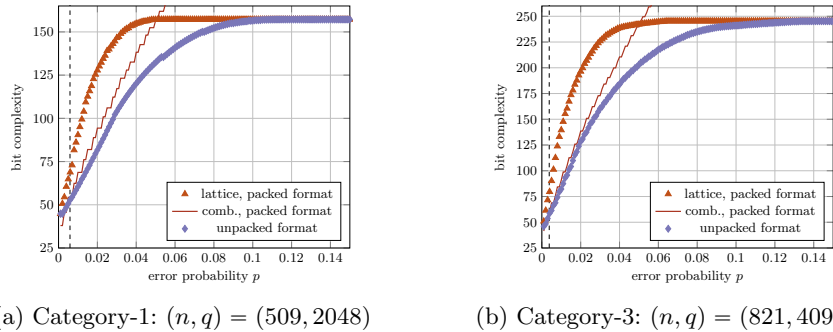 150
125
100
75
50
25
bit complexity
0 0.02 0.04 0.06 0.08 0.1 0.12 0.14
error probability p
lattice, packed format
comb., packed format
unpacked format
250
225
200
175
150
125
100
75
50
25
bit complexity
0 0.02 0.04 0.06 0.08 0.1 0.12 0.14
error probability p
lattice, packed format
comb., packed format
unpacked format
a) Category-1: (n, q) = (509, 2048)
(b) Category-3: (n, q) = (821, 409